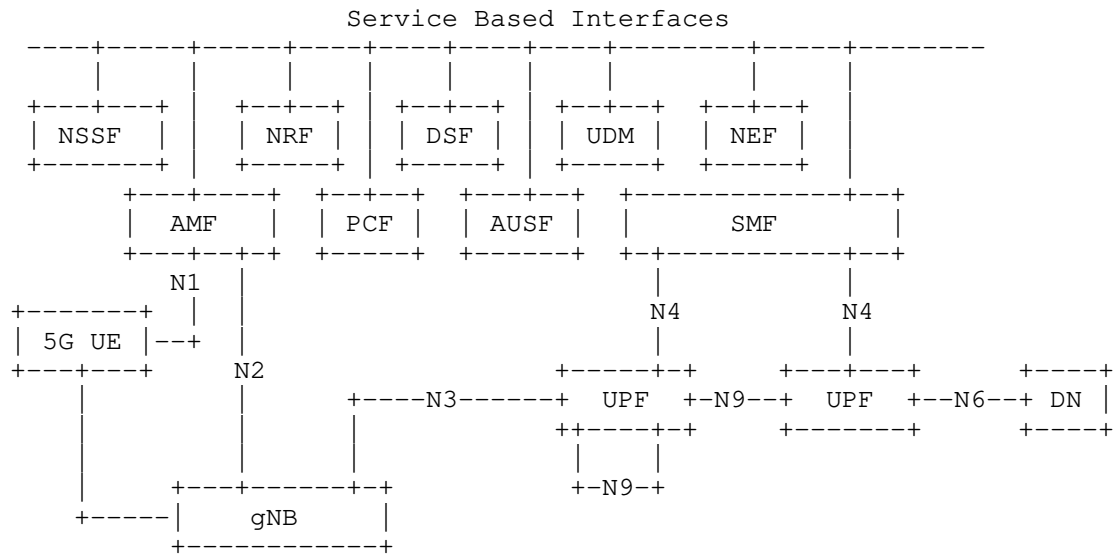 Service Based Interfaces
NSSF NRF DSF UDM NEF
AMF PCF AUSF SMF
N1
N4 N4
5G UE
N2
N3 UPF N9 UPF N6 DN
N9
gNB